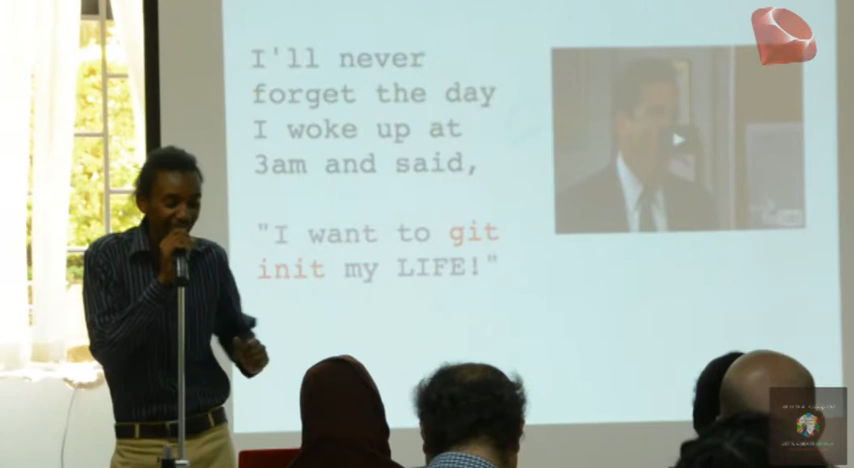 I'll never
forget the day
I woke up at
3am and said,
"I want to git
init my LIFE!"